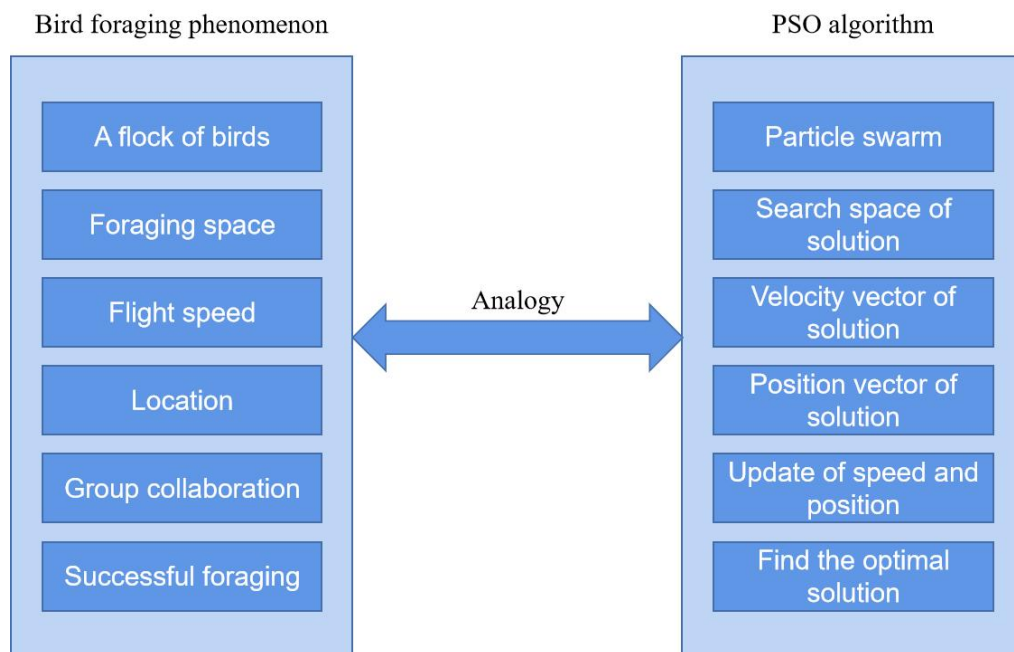 Bird foraging phenomenon
PSO algorithm
A flock of birds
Foraging space
Flight speed
Location
Group collaboration
Successful foraging
Analogy
Particle swarm
Search space of
solution
Velocity vector of
solution
Position vector of
solution
Update of speed and
position
Find the optimal
solution